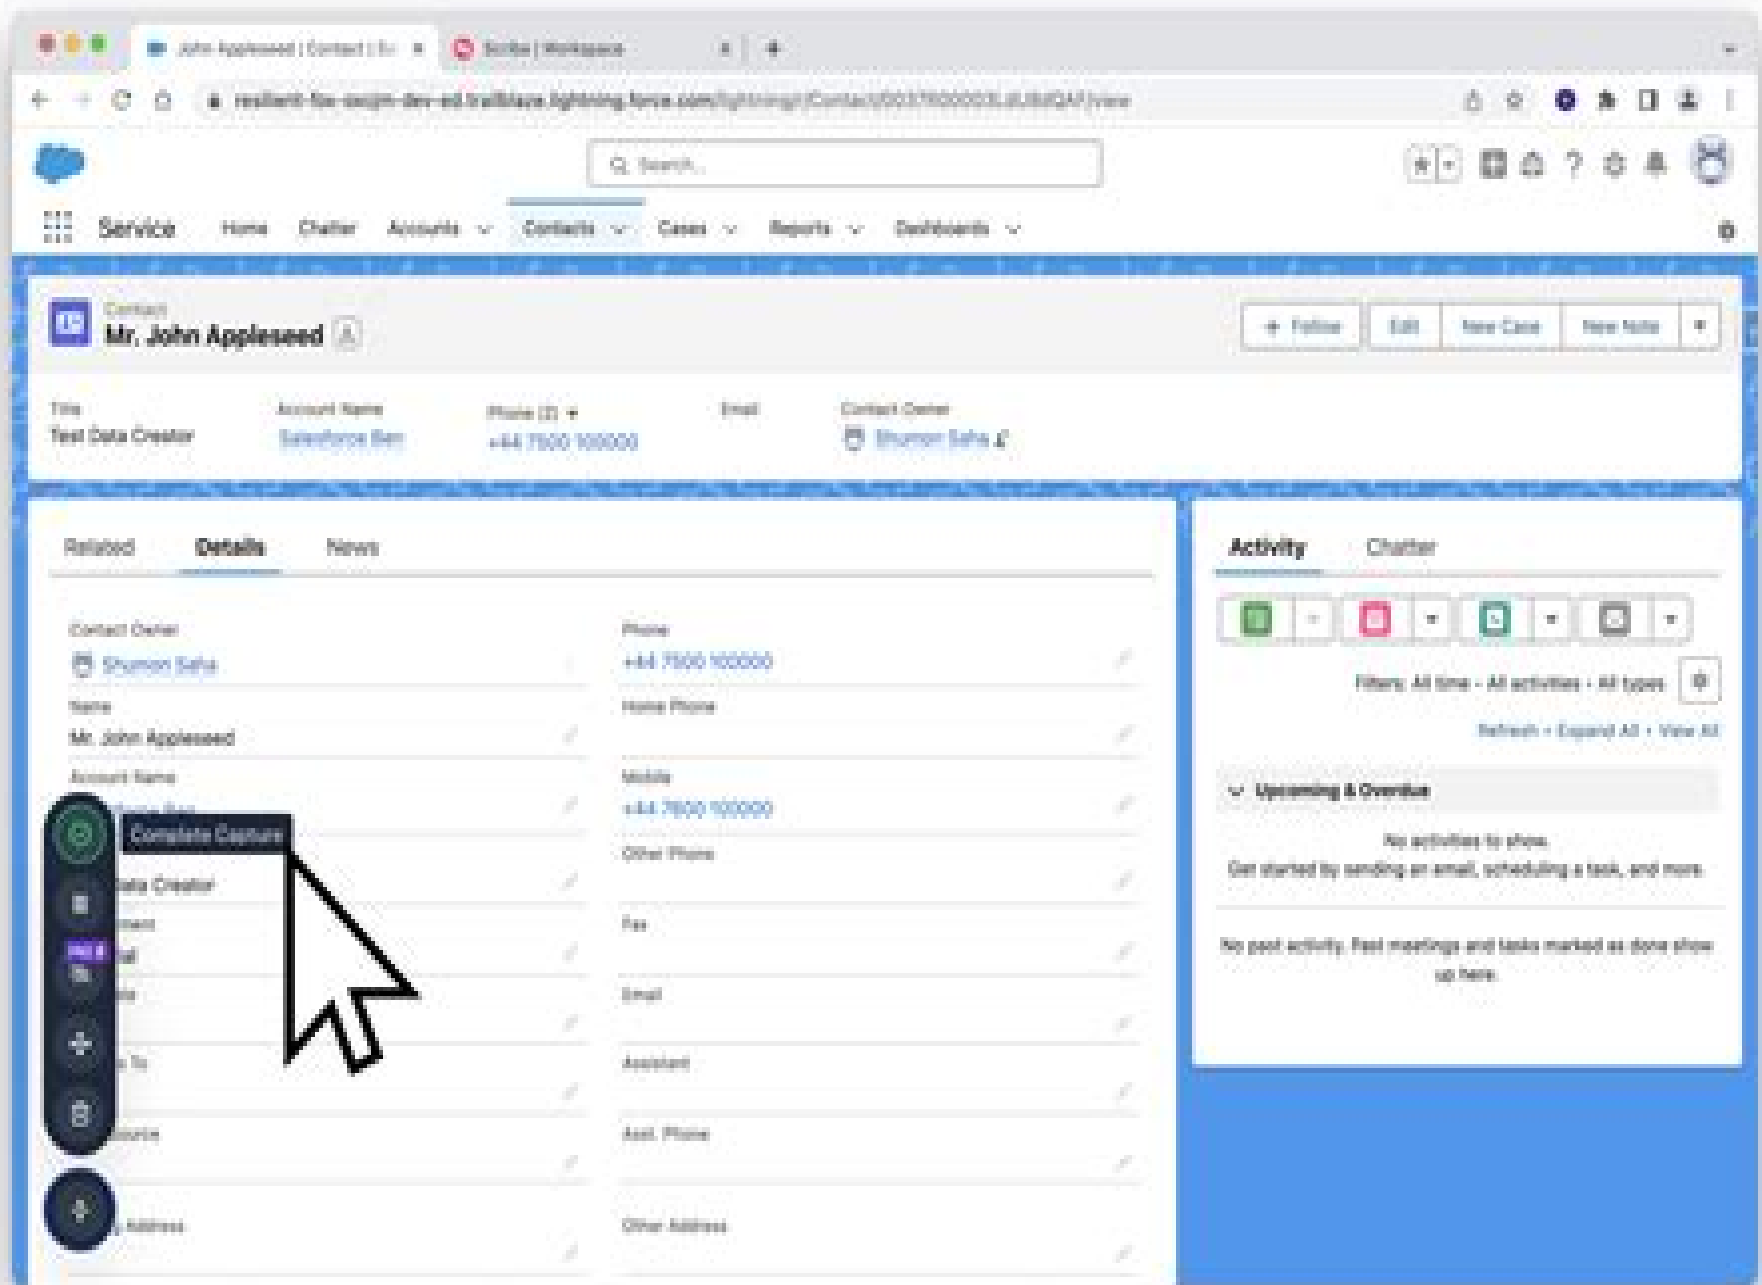 John Appleseed | Contact | S
Scribe | Workspace
Search...
Service Home Chatter Accounts Contacts Cases Reports Dashboards
Contact
Mr. John Appleseed
+ Follow Edit New Case New Note
Title Account Name Phone (2) Email Contact Owner
Test Data Creator Salesforce Ben +44 7500 100000 Shumon Saha
Related Details News
Contact Owner Phone
Shumon Saha +44 7500 100000
Name Home Phone
Mr. John Appleseed
Account Name Mobile
+44 7600 100000
Complete Capture
Other Phone
Data Creator
Fax
Email
To Assistant
Source Asst. Phone
Address Other Address
Activity Chatter
Filters: All time • All activities • All types
Refresh • Expand All • View All
Upcoming & Overdue
No activities to show.
Get started by sending an email, scheduling a task, and more.
No past activity. Past meetings and tasks marked as done show
up here.